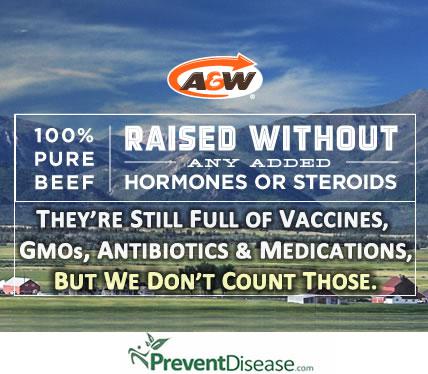 A&W
100% PURE BEEF
RAISED WITHOUT
ANY ADDED
HORMONES OR STEROIDS
THEY'RE STILL FULL OF VACCINES,
GMOs, ANTIBIOTICS & MEDICATIONS,
BUT WE DON'T COUNT THOSE.
PreventDisease.com